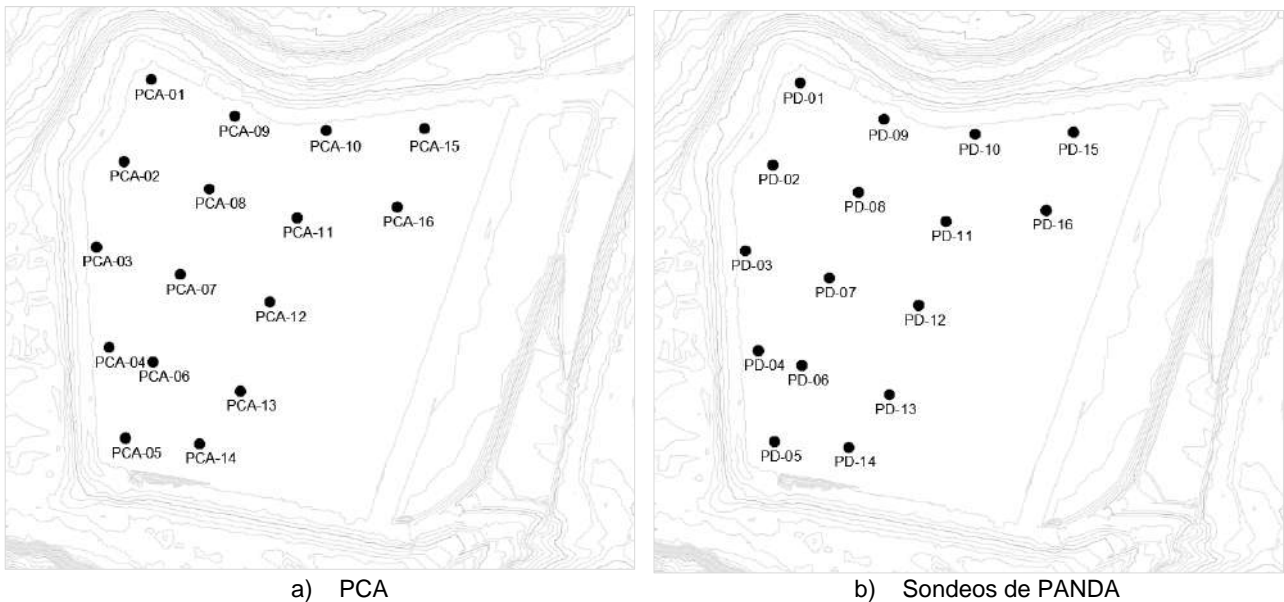 PCA-01
PCA-09
PCA-10
PCA-15
PCA-02
PCA-08
PCA-11
PCA-16
PCA-03
PCA-07
PCA-12
PCA-04
PCA-06
PCA-13
PCA-05
PCA-14
a) PCA
PD-01
PD-09
PD-10
PD-15
PD-02
PD-08
PD-11
PD-16
PD-03
PD-07
PD-12
PD-04
PD-06
PD-13
PD-05
PD-14
b) Sondeos de PANDA